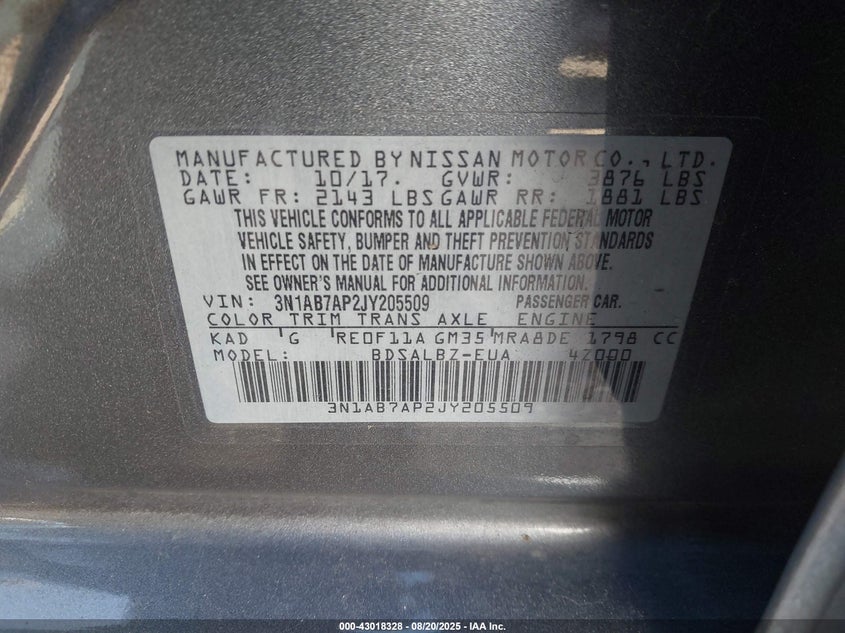 MANUFACTURED BY NISSAN MOTOR CO., LTD.
DATE: 10/17. GVWR: 3876 LBS
GAWR FR: 2143 LBS GAWR RR: 1881 LBS
THIS VEHICLE CONFORMS TO ALL APPLICABLE FEDERAL MOTOR
VEHICLE SAFETY, BUMPER AND THEFT PREVENTION STANDARDS
IN EFFECT ON THE DATE OF MANUFACTURE SHOWN ABOVE.
SEE OWNER'S MANUAL FOR ADDITIONAL INFORMATION.
VIN: 3N1AB7AP2JY205509 PASSENGER CAR.
COLOR TRIM TRANS AXLE ENGINE
KAD G RE0F11A GM35 MRA8DE 1798 CC
MODEL: BDSALBZ-EUA 4Z000
3N1AB7AP2JY205509
000-43018328 - 08/20/2025 - IAA Inc.